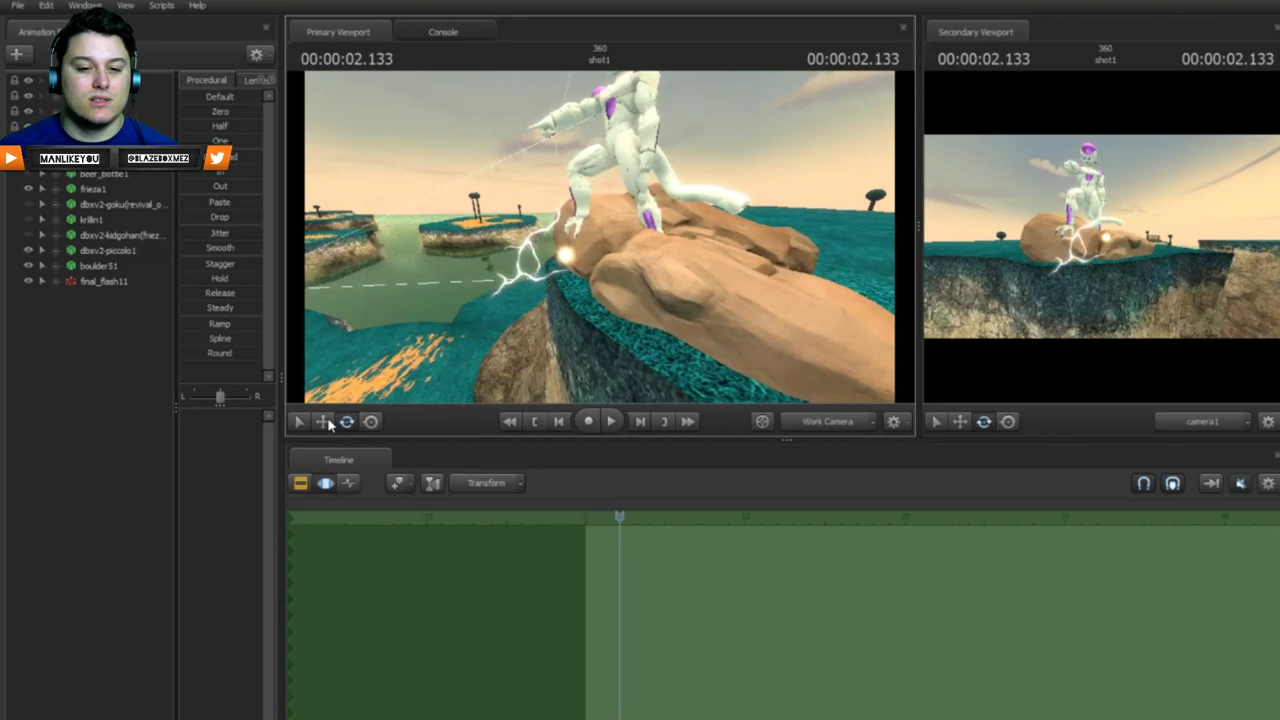 File Edit Windows View Scripts Help
Animation
Primary Viewport Console Secondary Viewport
00:00:02.133 360 shot1 00:00:02.133
00:00:02.133 360 shot1 00:00:02.133
MANLIKEYOU @BLAZEBOXMEZ
beer_bottle1
frieza1
dbxv2-goku(revival_o...
krillin1
dbxv2-kidgohan(friez...
dbxv2-piccolo1
boulder51
final_flash11
Procedural
Default
Zero
Half
One
In
Out
Paste
Drop
Jitter
Smooth
Stagger
Hold
Release
Steady
Ramp
Spline
Round
L R
Work Camera
camera1
Timeline
Transform